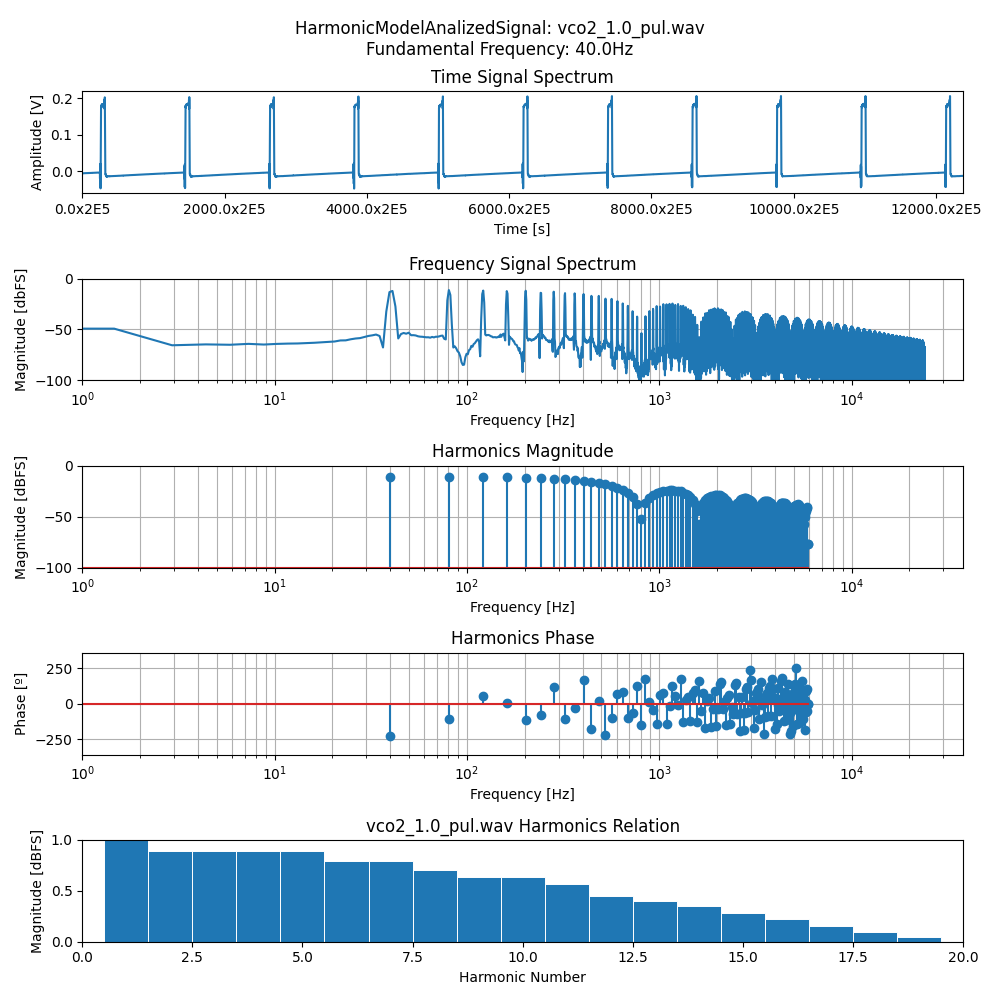 HarmonicModelAnalizedSignal: vco2_1.0_pul.wav
Fundamental Frequency: 40.0Hz
Time Signal Spectrum
Amplitude [V]
0.2
0.1
0.0
0.0x2E5 2000.0x2E5 4000.0x2E5 6000.0x2E5 8000.0x2E5 10000.0x2E5 12000.0x2E5
Time [s]
Frequency Signal Spectrum
Magnitude [dbFS]
0
−50
−100
10^0 10^1 10^2 10^3 10^4
Frequency [Hz]
Harmonics Magnitude
Magnitude [dBFS]
0
−50
−100
10^0 10^1 10^2 10^3 10^4
Frequency [Hz]
Harmonics Phase
Phase [º]
250
0
−250
10^0 10^1 10^2 10^3 10^4
Frequency [Hz]
vco2_1.0_pul.wav Harmonics Relation
Magnitude [dBFS]
1.0
0.5
0.0
0.0 2.5 5.0 7.5 10.0 12.5 15.0 17.5 20.0
Harmonic Number